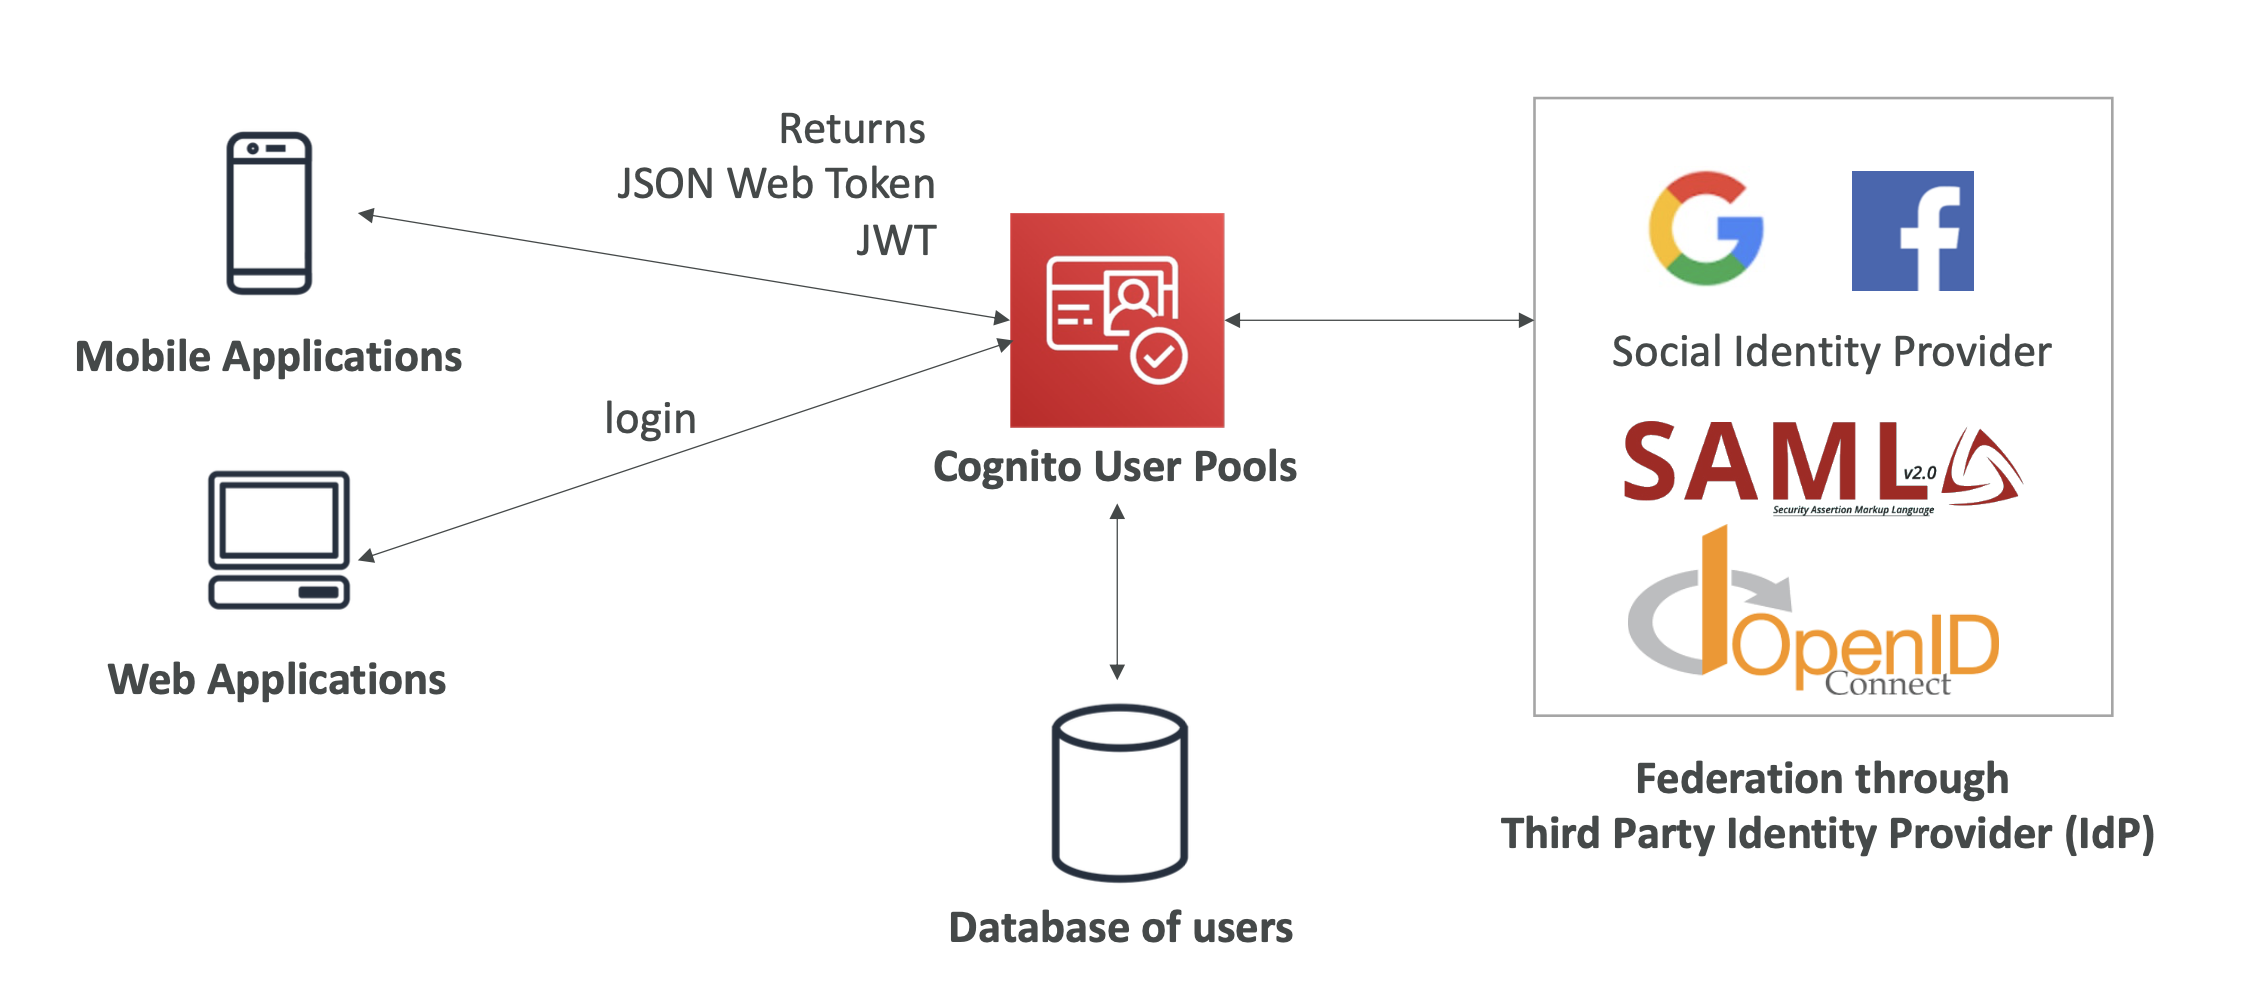 Returns
JSON Web Token
JWT
Mobile Applications
login
Web Applications
Cognito User Pools
Database of users
Social Identity Provider
SAML v2.0
Security Assertion Markup Language
OpenID
Connect
Federation through
Third Party Identity Provider (IdP)